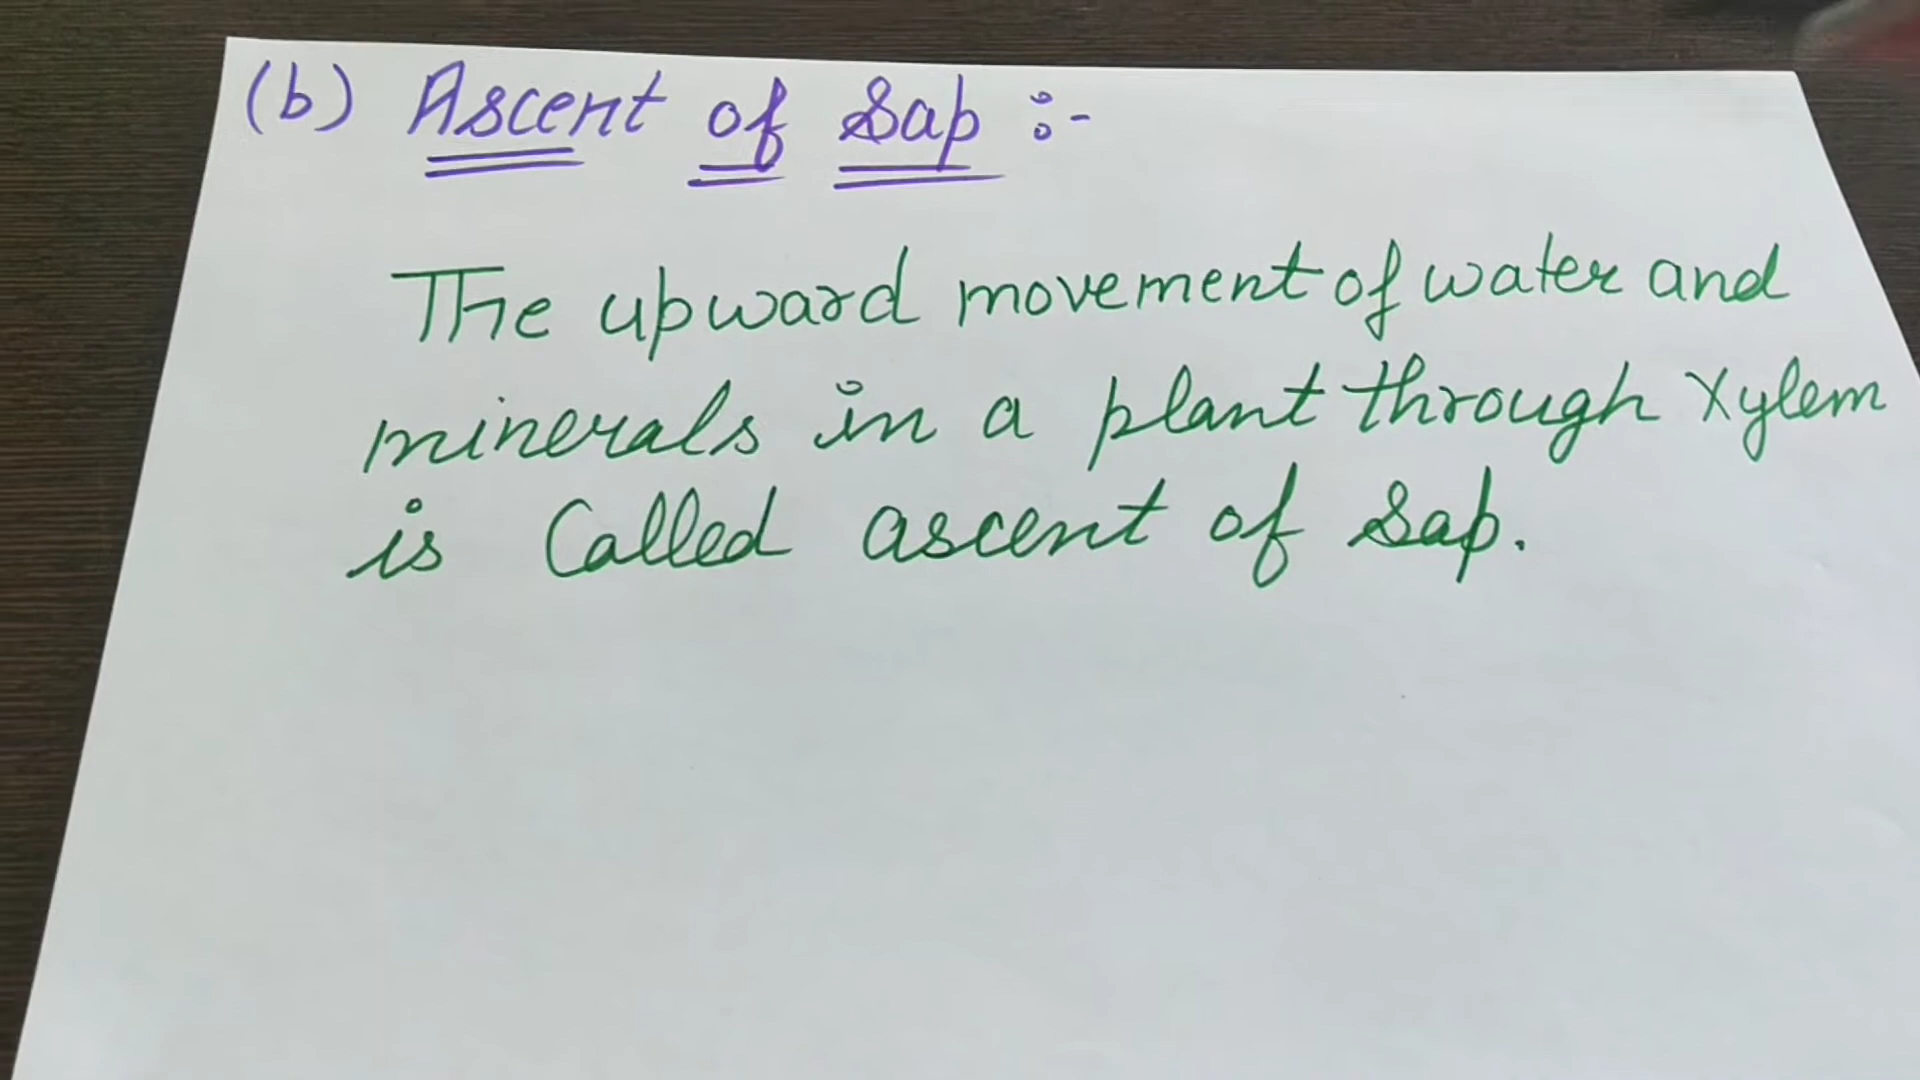 (b) Ascent of Sap :-
The upward movement of water and
minerals in a plant through Xylem
is Called ascent of Sap.